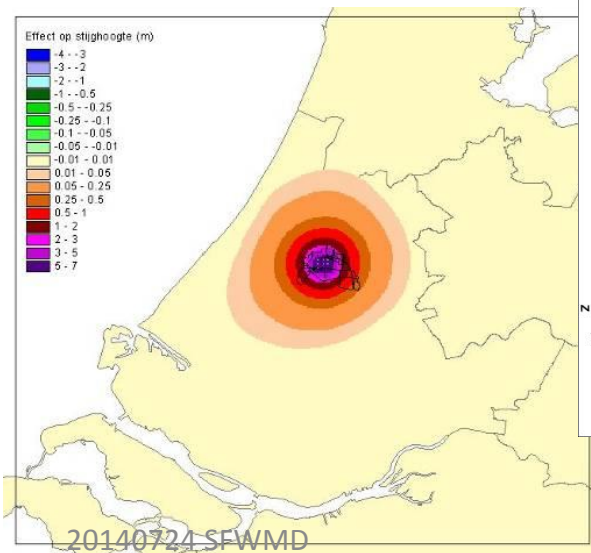 Effect op stijghoogte (m)
-4 - -3
-3 - -2
-2 - -1
-1 - -0.5
-0.5 - -0.25
-0.25 - -0.1
-0.1 - -0.05
-0.05 - -0.01
-0.01 - 0.01
0.01 - 0.05
0.05 - 0.25
0.25 - 0.5
0.5 - 1
1 - 2
2 - 3
3 - 5
5 - 7
z
20140724 SFWMD